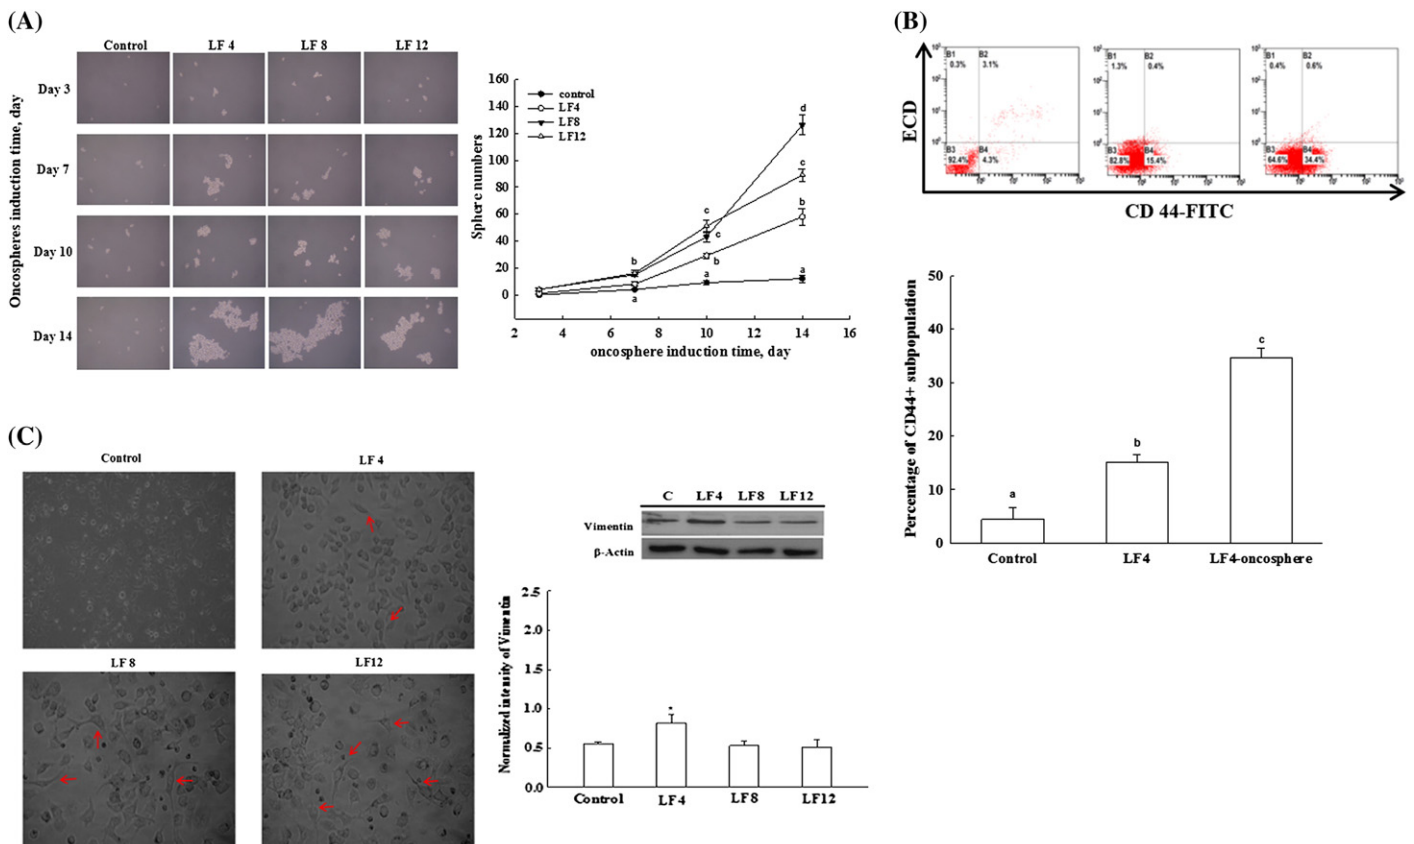 (A)
Control LF 4 LF 8 LF 12
Oncospheres induction time, day
Day 3
Day 7
Day 10
Day 14
Sphere numbers
160
140
120
100
80
60
40
20
0
control
LF4
LF8
LF12
d
c
b
a
c
c
b
a
b
a
2 4 6 8 10 12 14 16
oncosphere induction time, day
(B)
ECD
B1 0.3%
B2 3.1%
B3 92.4%
B4 4.3%
B1 1.3%
B2 0.4%
B3 82.8%
B4 15.4%
B1 0.4%
B2 0.6%
B3 64.6%
B4 34.4%
CD 44-FITC
Percentage of CD44+ subpopulation
50
40
30
20
10
0
a
b
c
Control LF4 LF4-oncosphere
(C)
Control
LF 4
LF 8
LF12
C LF4 LF8 LF12
Vimentin
β-Actin
Normalized intensity of Vimentin
2.5
2.0
1.5
1.0
0.5
0.0
*
Control LF4 LF8 LF12